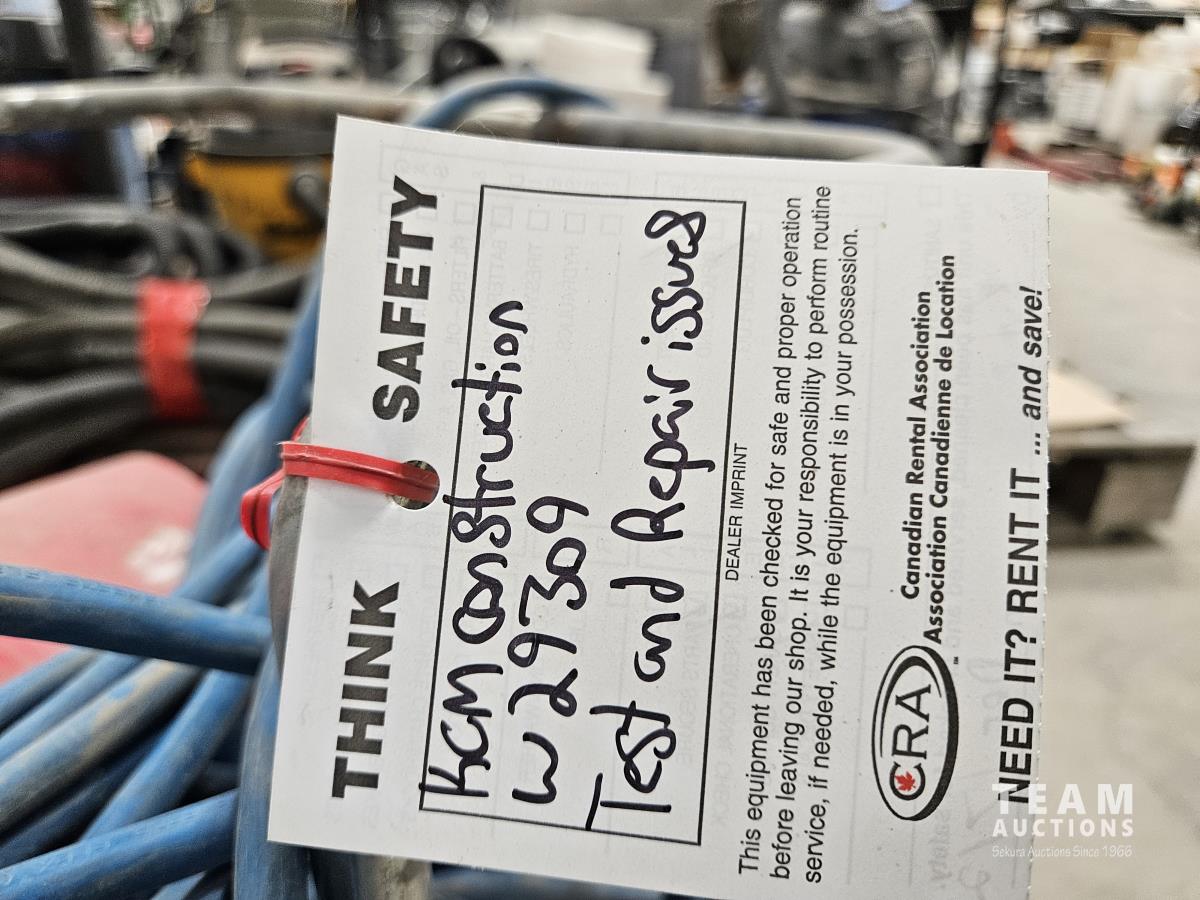 THINK SAFETY
KCM Construction
W 29309
Test and Repair issues
DEALER IMPRINT
This equipment has been checked for safe and proper operation
before leaving our shop. It is your responsibility to perform routine
service, if needed, while the equipment is in your possession.
CRA™
Canadian Rental Association
Association Canadienne de Location
NEED IT? RENT IT ... and save!
TEAM
AUCTIONS
Sekura Auctions Since 1966